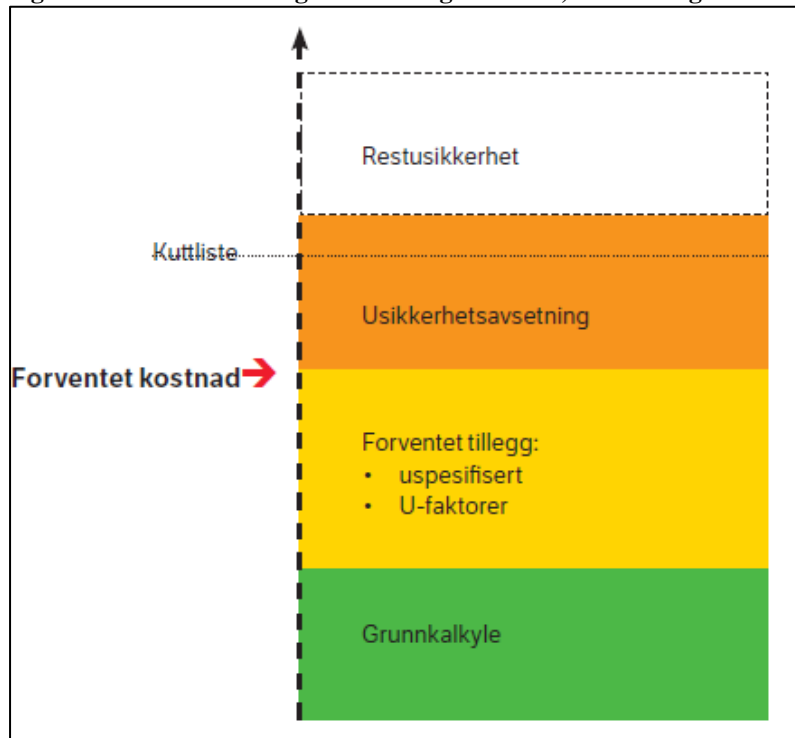 Restusikkerhet
Kuttliste
Usikkerhetsavsetning
Forventet kostnad
Forventet tillegg:
• uspesifisert
• U-faktorer
Grunnkalkyle